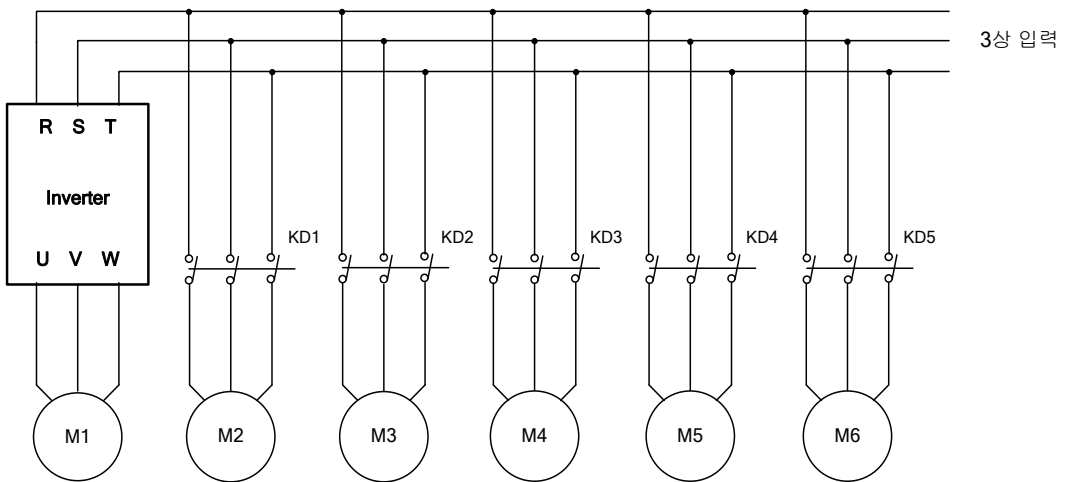 3상 입력
R S T
Inverter
U V W
KD1
KD2
KD3
KD4
KD5
M1
M2
M3
M4
M5
M6